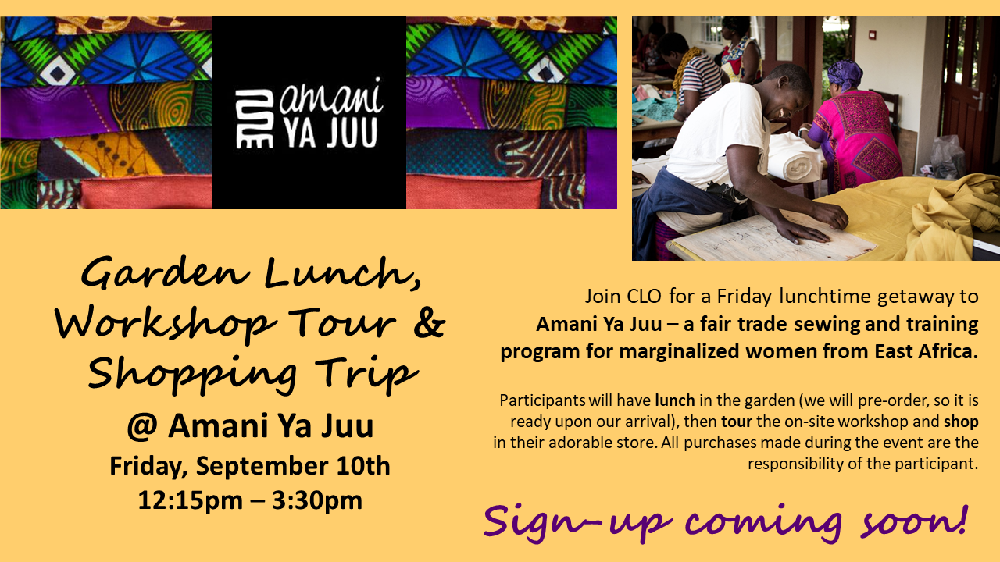 amani
YA JUU
Garden Lunch,
Workshop Tour &
Shopping Trip
@ Amani Ya Juu
Friday, September 10th
12:15pm – 3:30pm
Join CLO for a Friday lunchtime getaway to
Amani Ya Juu – a fair trade sewing and training
program for marginalized women from East Africa.
Participants will have lunch in the garden (we will pre-order, so it is
ready upon our arrival), then tour the on-site workshop and shop
in their adorable store. All purchases made during the event are the
responsibility of the participant.
Sign-up coming soon!